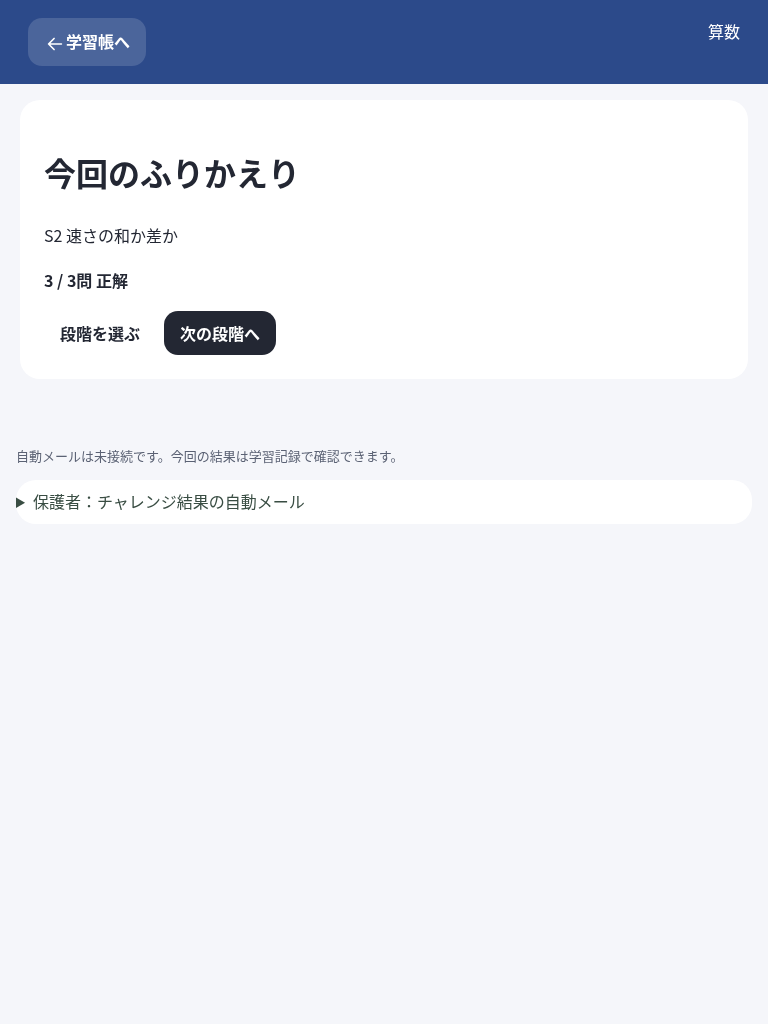 ← 学習帳へ
算数
今回のふりかえり
S2 速さの和か差か
3 / 3問 正解
段階を選ぶ
次の段階へ
自動メールは未接続です。今回の結果は学習記録で確認できます。
▶ 保護者：チャレンジ結果の自動メール